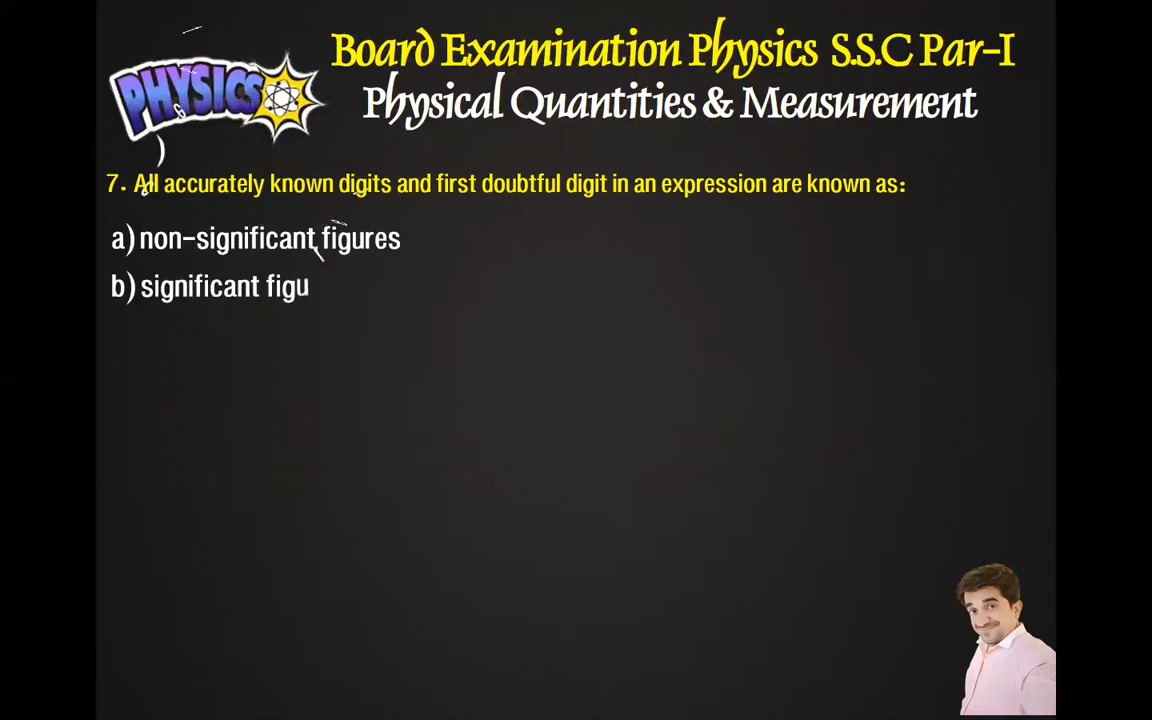 Board Examination Physics S.S.C Par-I
PHYSICS
Physical Quantities & Measurement
7. All accurately known digits and first doubtful digit in an expression are known as:
a) non-significant figures
b) significant figu